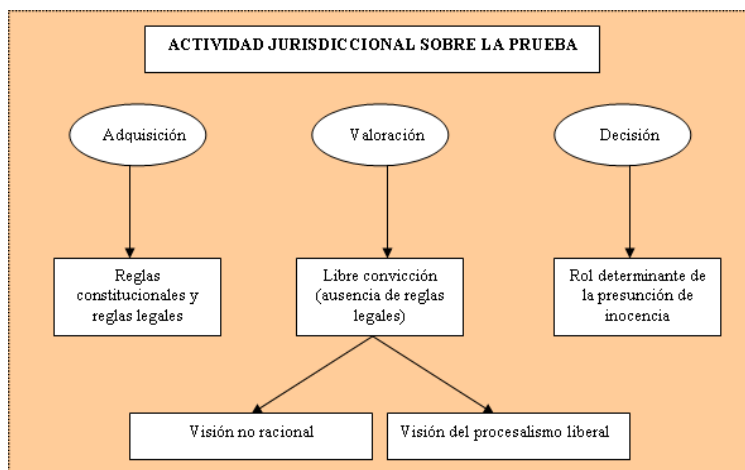 ACTIVIDAD JURISDICCIONAL SOBRE LA PRUEBA
Adquisición
Valoración
Decisión
Reglas
constitucionales y
reglas legales
Libre convicción
(ausencia de reglas
legales)
Rol determinante de
la presunción de
inocencia
Visión no racional
Visión del procesalismo liberal